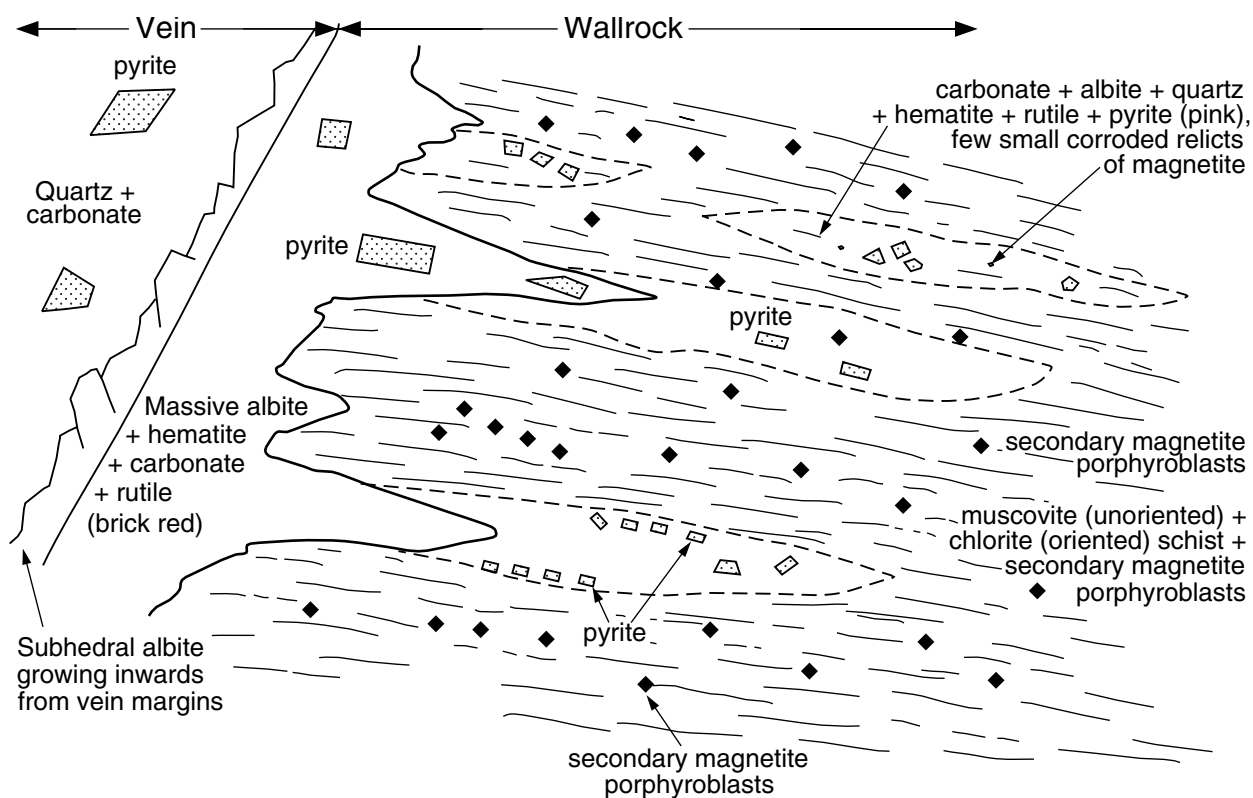 Vein
Wallrock
pyrite
carbonate + albite + quartz
+ hematite + rutile + pyrite (pink),
few small corroded relicts
of magnetite
Quartz +
carbonate
pyrite
pyrite
Massive albite
+ hematite
+ carbonate
+ rutile
(brick red)
secondary magnetite
porphyroblasts
muscovite (unoriented) +
chlorite (oriented) schist +
secondary magnetite
porphyroblasts
pyrite
Subhedral albite
growing inwards
from vein margins
secondary magnetite
porphyroblasts